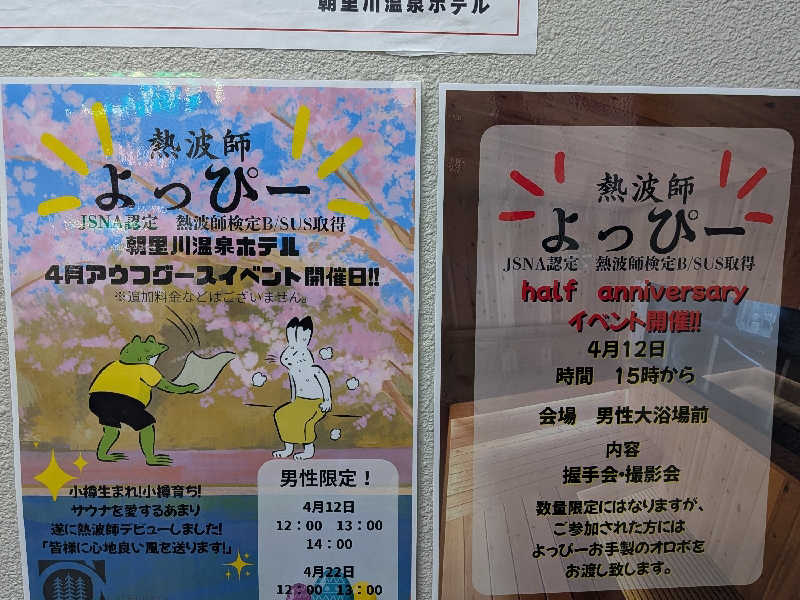 朝里川温泉ホテル
熱波師
よっぴー
JSNA認定　熱波師検定B/SUS取得
朝里川温泉ホテル
4月アウフグースイベント開催日!!
※追加料金などはございません。
小樽生まれ!小樽育ち!
サウナを愛するあまり
遂に熱波師デビューしました!
「皆様に心地良い風を送ります!」
男性限定！
4月12日
12：00　13：00
14：00
4月22日
12：00　13：00
熱波師
よっぴー
JSNA認定　熱波師検定B/SUS取得
half anniversary
イベント開催!!
4月12日
時間　15時から
会場　男性大浴場前
内容
握手会・撮影会
数量限定にはなりますが、
ご参加された方には
よっぴーお手製のオロポを
お渡し致します。